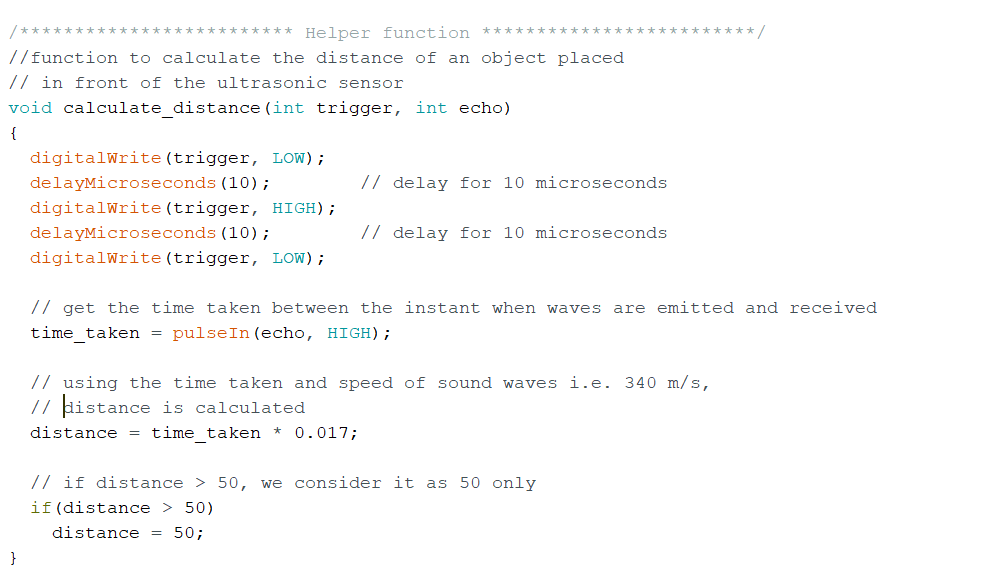 /************************* Helper function *************************/
//function to calculate the distance of an object placed
// in front of the ultrasonic sensor
void calculate_distance(int trigger, int echo)
{
  digitalWrite(trigger, LOW);
  delayMicroseconds(10);        // delay for 10 microseconds
  digitalWrite(trigger, HIGH);
  delayMicroseconds(10);        // delay for 10 microseconds
  digitalWrite(trigger, LOW);

  // get the time taken between the instant when waves are emitted and received
  time_taken = pulseIn(echo, HIGH);

  // using the time taken and speed of sound waves i.e. 340 m/s,
  // distance is calculated
  distance = time_taken * 0.017;

  // if distance > 50, we consider it as 50 only
  if(distance > 50)
    distance = 50;
}